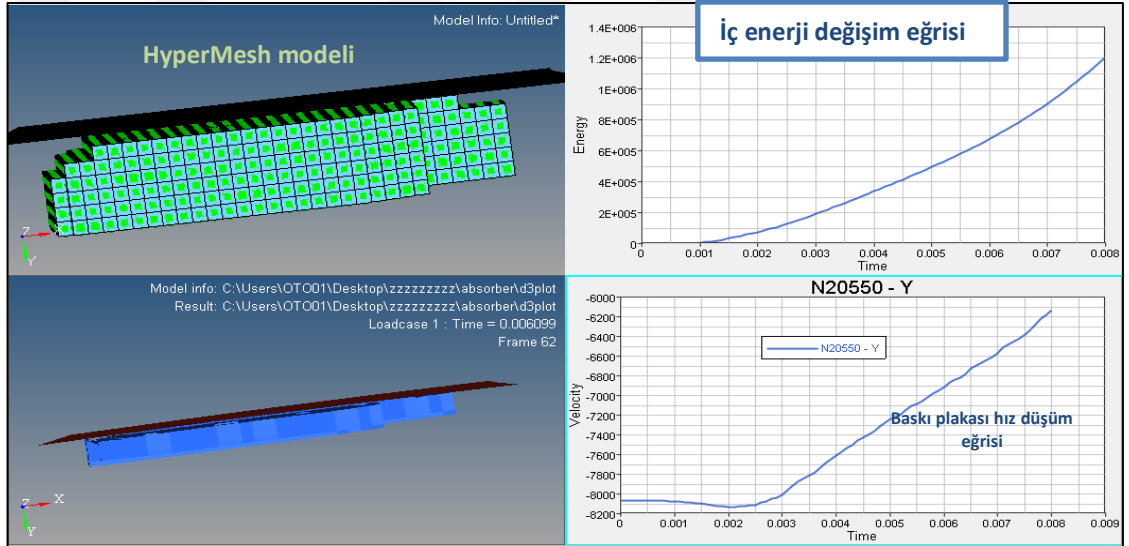 Model Info: Untitled*
HyperMesh modeli
Z
X
Y
İç enerji değişim eğrisi
1.4E+006
1.2E+006
1E+006
8E+005
6E+005
4E+005
2E+005
0
Energy
0 0.001 0.002 0.003 0.004 0.005 0.006 0.007 0.008
Time
Model info: C:\Users\OTO01\Desktop\zzzzzzzzz\absorber\d3plot
Result: C:\Users\OTO01\Desktop\zzzzzzzzz\absorber\d3plot
Loadcase 1 : Time = 0.006099
Frame 62
Z
X
Y
N20550 - Y
-6000
-6200
-6400
-6600
-6800
-7000
-7200
-7400
-7600
-7800
-8000
-8200
Velocity
N20550 - Y
Baskı plakası hız düşüm
eğrisi
0 0.001 0.002 0.003 0.004 0.005 0.006 0.007 0.008 0.009
Time